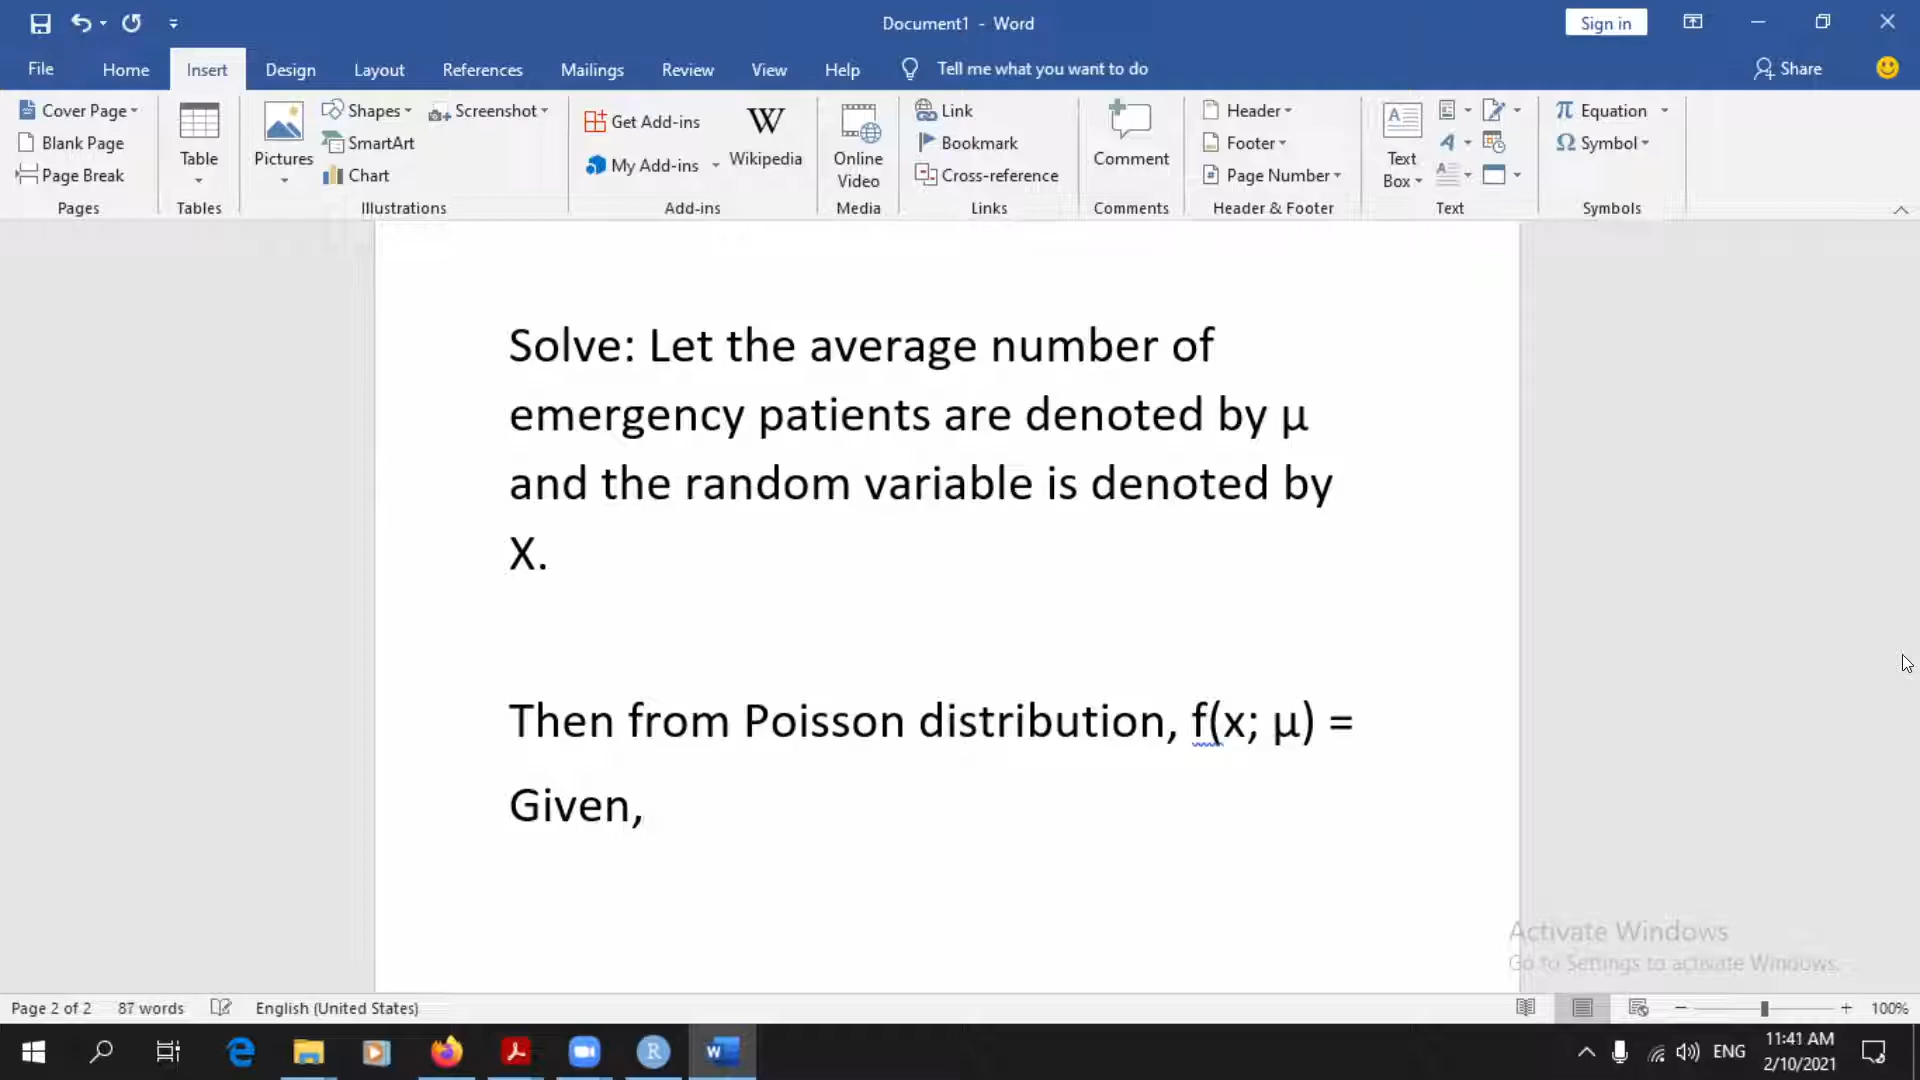 Document1 - Word
Sign in
File Home Insert Design Layout References Mailings Review View Help Tell me what you want to do Share
Cover Page
Blank Page
Page Break
Pages
Table
Tables
Pictures
Shapes
SmartArt
Chart
Screenshot
Illustrations
Get Add-ins
My Add-ins
W
Wikipedia
Add-ins
Online
Video
Media
Link
Bookmark
Cross-reference
Links
Comment
Comments
Header
Footer
Page Number
Header & Footer
Text
Box
Text
π Equation
Ω Symbol
Symbols
Solve: Let the average number of
emergency patients are denoted by μ
and the random variable is denoted by
X.
Then from Poisson distribution, f(x; μ) =
Given,
Activate Windows
Go to Settings to activate Windows.
Page 2 of 2 87 words English (United States) 100%
ENG
11:41 AM
2/10/2021